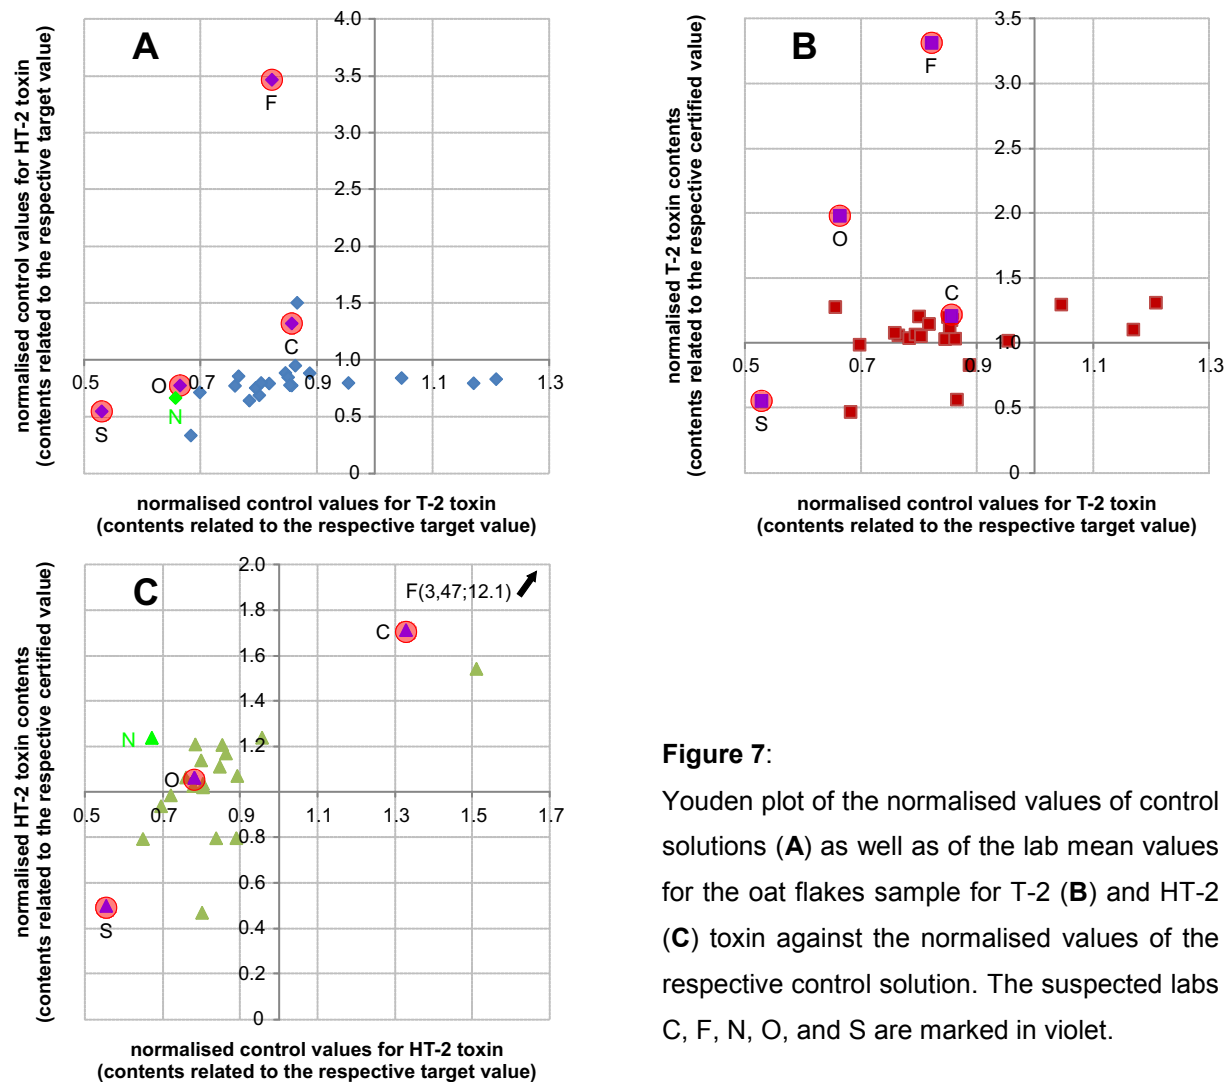 A
4.0
3.5
3.0
2.5
2.0
1.5
1.0
0.5
0
0.5
0.7
0.9
1.1
1.3
F
C
O
N
S
normalised control values for HT-2 toxin
(contents related to the respective target value)
normalised control values for T-2 toxin
(contents related to the respective target value)
B
3.5
3.0
2.5
2.0
1.5
1.0
0.5
0
0.5
0.7
0.9
1.1
1.3
F
O
C
S
normalised T-2 toxin contents
(contents related to the respective certified value)
normalised control values for T-2 toxin
(contents related to the respective target value)
C
2.0
1.8
1.6
1.4
1.2
1.0
0.8
0.6
0.4
0.2
0
0.5
0.7
0.9
1.1
1.3
1.5
1.7
F(3,47;12.1)
C
N
O
S
normalised HT-2 toxin contents
(contents related to the respective certified value)
normalised control values for HT-2 toxin
(contents related to the respective target value)
Figure 7:
Youden plot of the normalised values of control
solutions (A) as well as of the lab mean values
for the oat flakes sample for T-2 (B) and HT-2
(C) toxin against the normalised values of the
respective control solution. The suspected labs
C, F, N, O, and S are marked in violet.